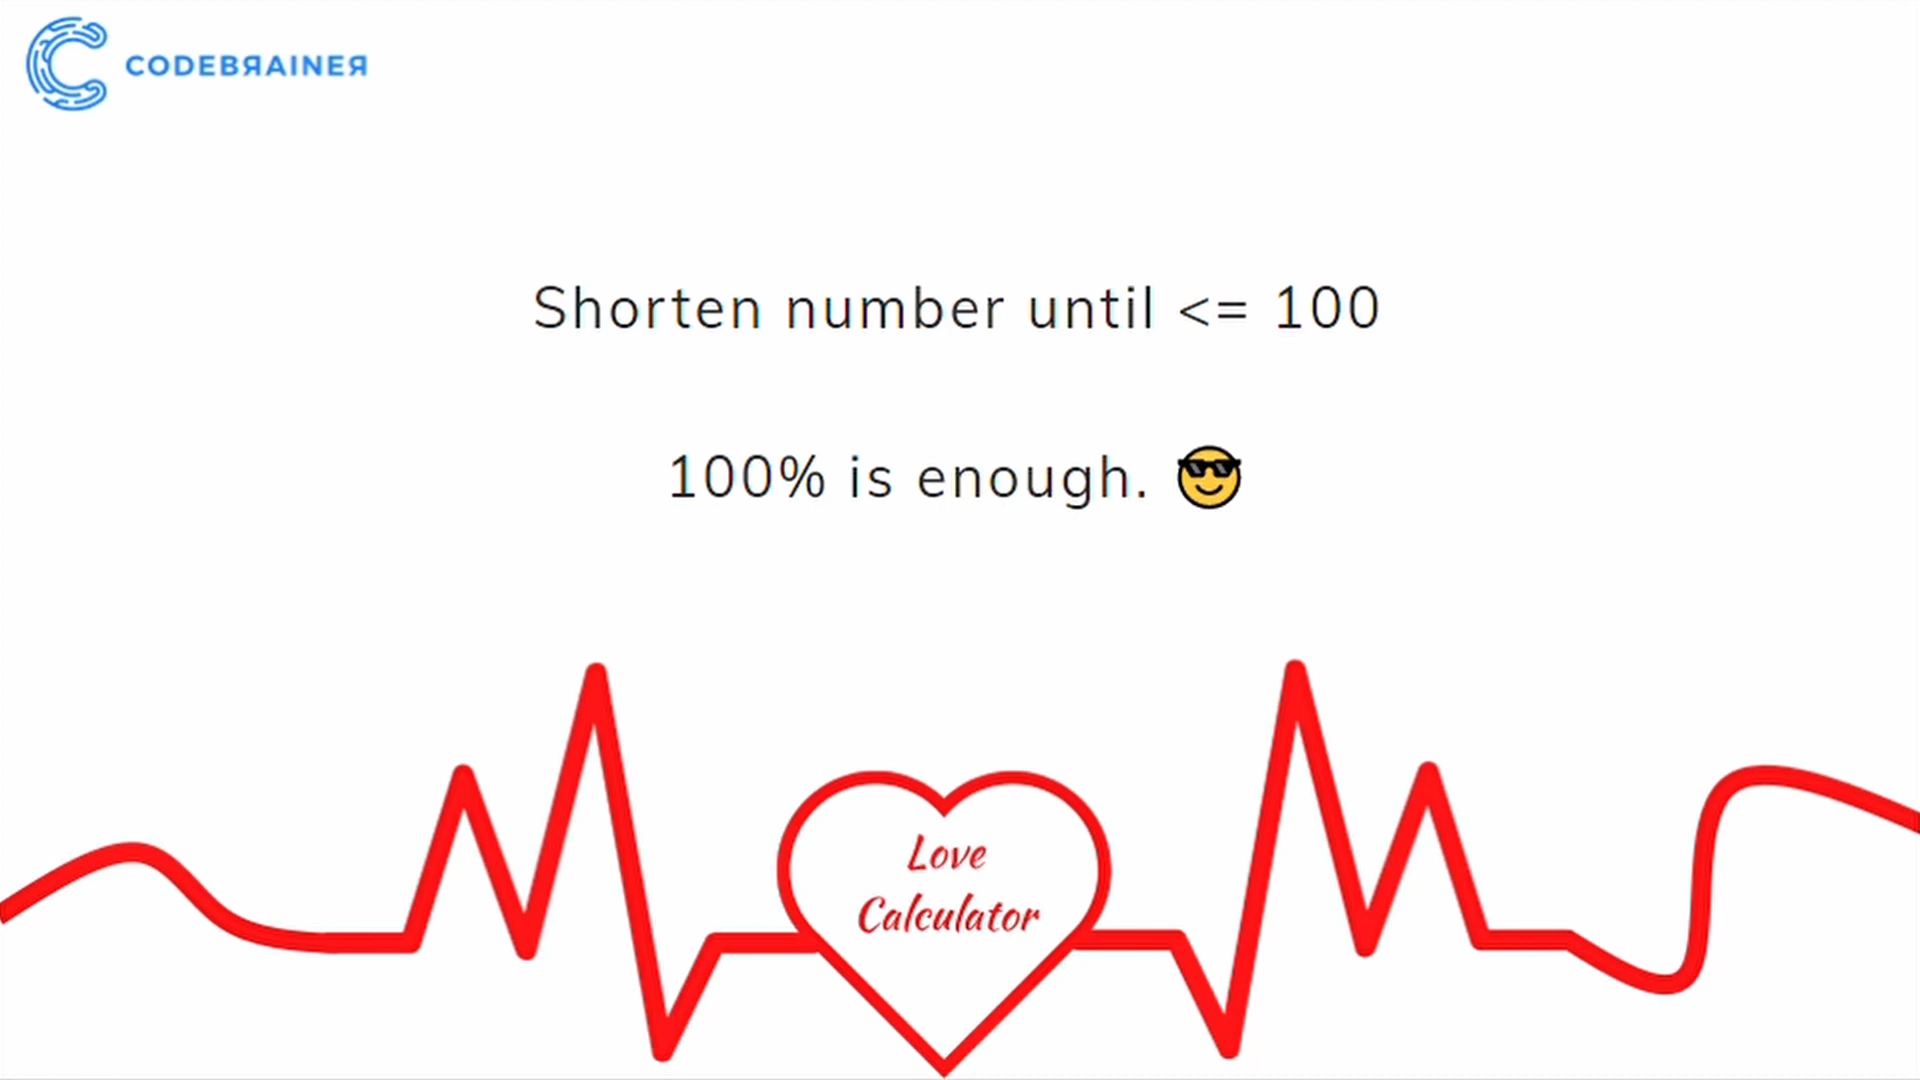 CODEBRAINER
Shorten number until <= 100
100% is enough. 😎
Love
Calculator